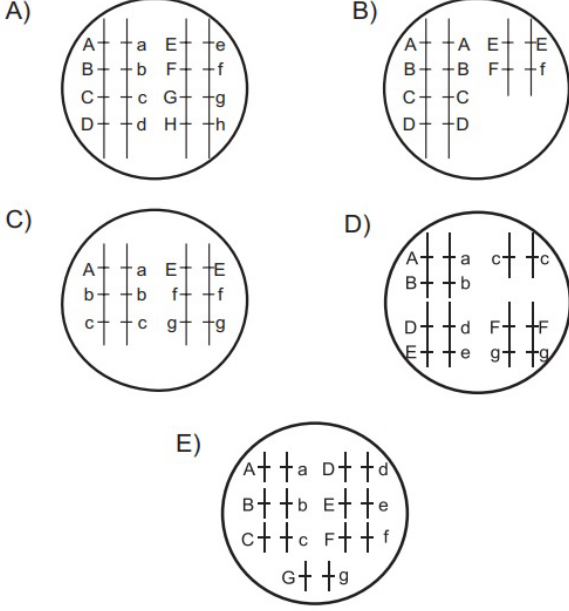 A)
A a E e
B b F f
C c G g
D d H h
B)
A A E E
B B F f
C C
D D
C)
A a E E
b b f f
c c g g
D)
A a c c
B b
D d F F
E e g g
E)
A a D d
B b E e
C c F f
G g